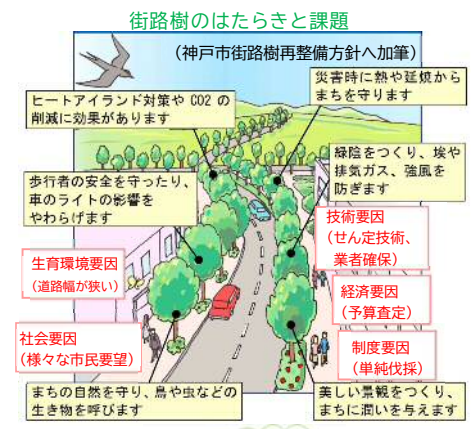 街路樹のはたらきと課題
（神戸市街路樹再整備方針へ加筆）
災害時に熱や延焼から
まちを守ります
ヒートアイランド対策や CO2 の
削減に効果があります
緑陰をつくり、埃や
排気ガス、強風を
防ぎます
歩行者の安全を守ったり、
車のライトの影響を
やわらげます
技術要因
（せん定技術、
業者確保）
生育環境要因
（道路幅が狭い）
経済要因
（予算査定）
社会要因
（様々な市民要望）
制度要因
（単純伐採）
まちの自然を守り、鳥や虫などの
生き物を呼びます
美しい景観をつくり、
まちに潤いを与えます